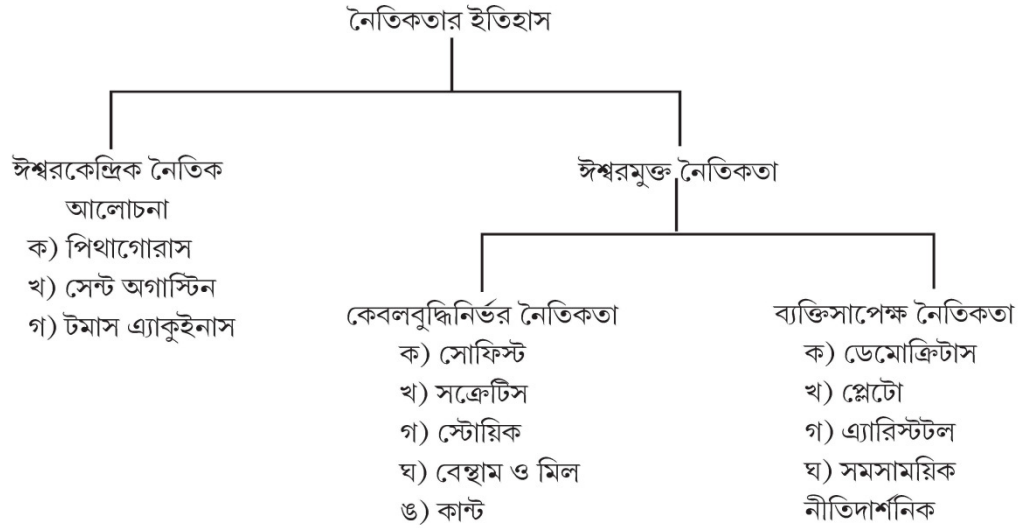 নৈতিকতার ইতিহাস
ঈশ্বরকেন্দ্রিক নৈতিক
আলোচনা
ক) পিথাগোরাস
খ) সেন্ট অগাস্টিন
গ) টমাস এ্যাকুইনাস
ঈশ্বরমুক্ত নৈতিকতা
কেবলবুদ্ধিনির্ভর নৈতিকতা
ক) সোফিস্ট
খ) সক্রেটিস
গ) স্টোয়িক
ঘ) বেন্থাম ও মিল
ঙ) কান্ট
ব্যক্তিসাপেক্ষ নৈতিকতা
ক) ডেমোক্রিটাস
খ) প্লেটো
গ) এ্যারিস্টটল
ঘ) সমসাময়িক
নীতিদার্শনিক